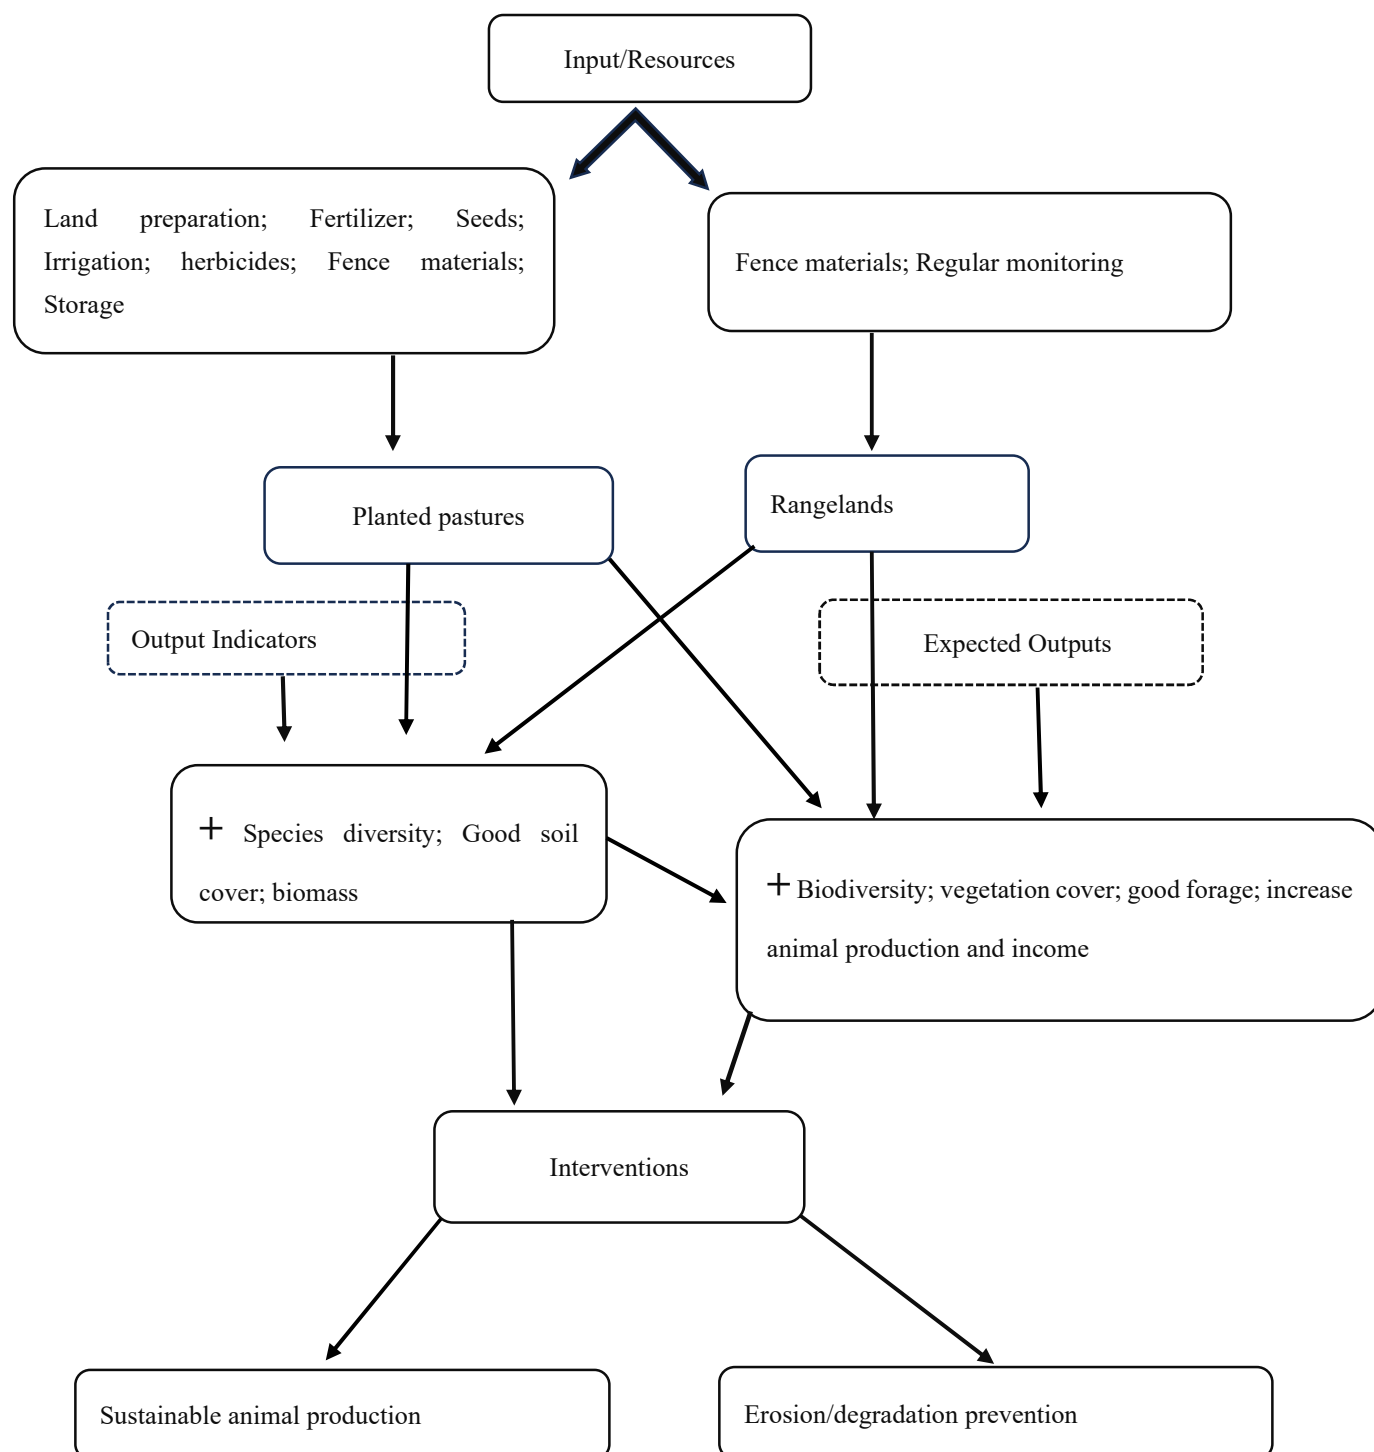 Input/Resources
Land preparation; Fertilizer; Seeds;
Irrigation; herbicides; Fence materials;
Storage
Fence materials; Regular monitoring
Planted pastures
Rangelands
Output Indicators
Expected Outputs
+ Species diversity; Good soil
cover; biomass
+ Biodiversity; vegetation cover; good forage; increase
animal production and income
Interventions
Sustainable animal production
Erosion/degradation prevention